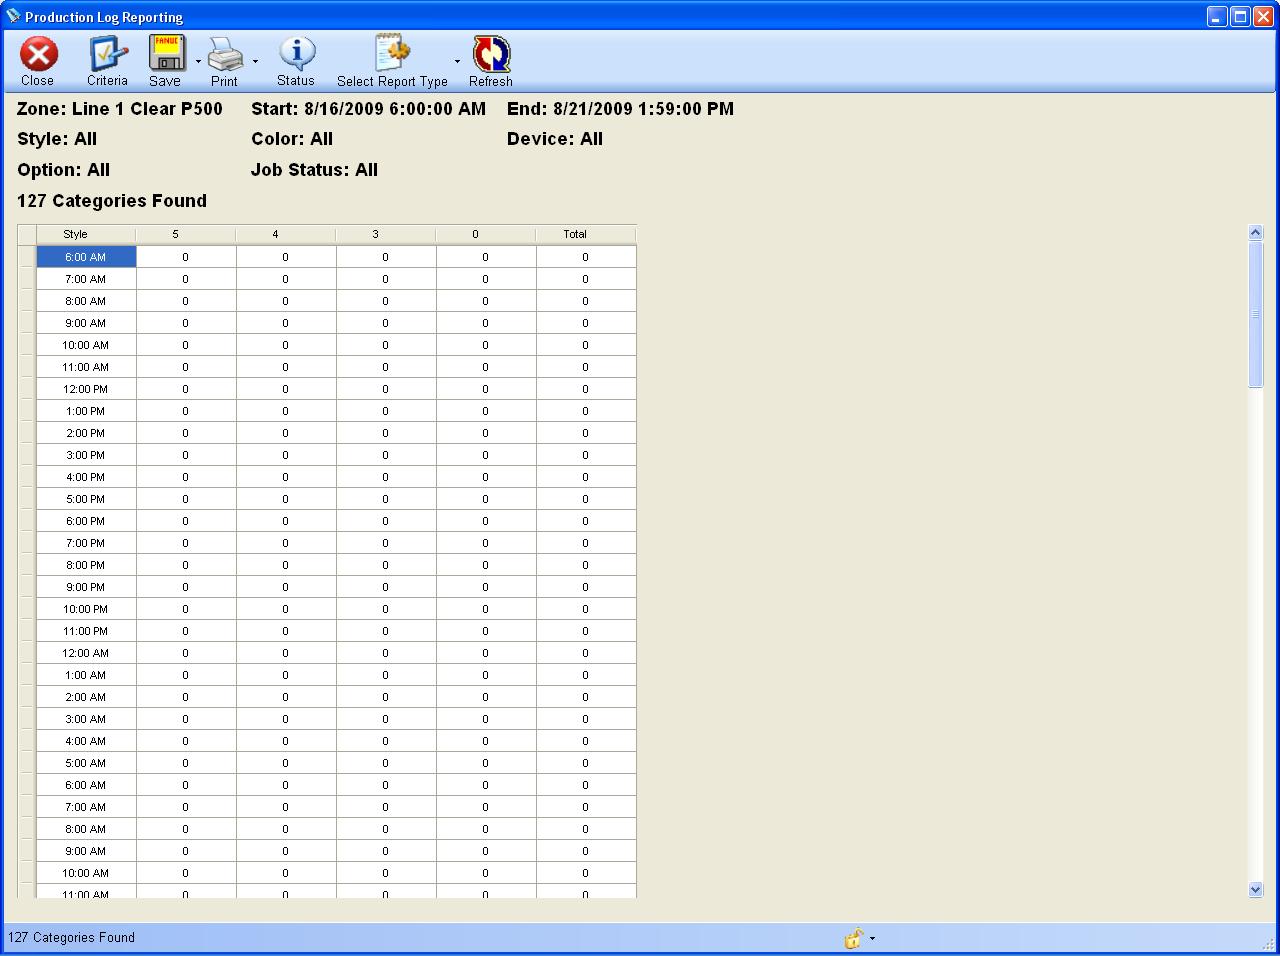 Production Log Reporting
FANUC
Close Criteria Save Print Status Select Report Type Refresh
Zone: Line 1 Clear P500 Start: 8/16/2009 6:00:00 AM End: 8/21/2009 1:59:00 PM
Style: All Color: All Device: All
Option: All Job Status: All
127 Categories Found
Style 5 4 3 0 Total
6:00 AM 0 0 0 0 0
7:00 AM 0 0 0 0 0
8:00 AM 0 0 0 0 0
9:00 AM 0 0 0 0 0
10:00 AM 0 0 0 0 0
11:00 AM 0 0 0 0 0
12:00 PM 0 0 0 0 0
1:00 PM 0 0 0 0 0
2:00 PM 0 0 0 0 0
3:00 PM 0 0 0 0 0
4:00 PM 0 0 0 0 0
5:00 PM 0 0 0 0 0
6:00 PM 0 0 0 0 0
7:00 PM 0 0 0 0 0
8:00 PM 0 0 0 0 0
9:00 PM 0 0 0 0 0
10:00 PM 0 0 0 0 0
11:00 PM 0 0 0 0 0
12:00 AM 0 0 0 0 0
1:00 AM 0 0 0 0 0
2:00 AM 0 0 0 0 0
3:00 AM 0 0 0 0 0
4:00 AM 0 0 0 0 0
5:00 AM 0 0 0 0 0
6:00 AM 0 0 0 0 0
7:00 AM 0 0 0 0 0
8:00 AM 0 0 0 0 0
9:00 AM 0 0 0 0 0
10:00 AM 0 0 0 0 0
11:00 AM 0 0 0 0 0
127 Categories Found